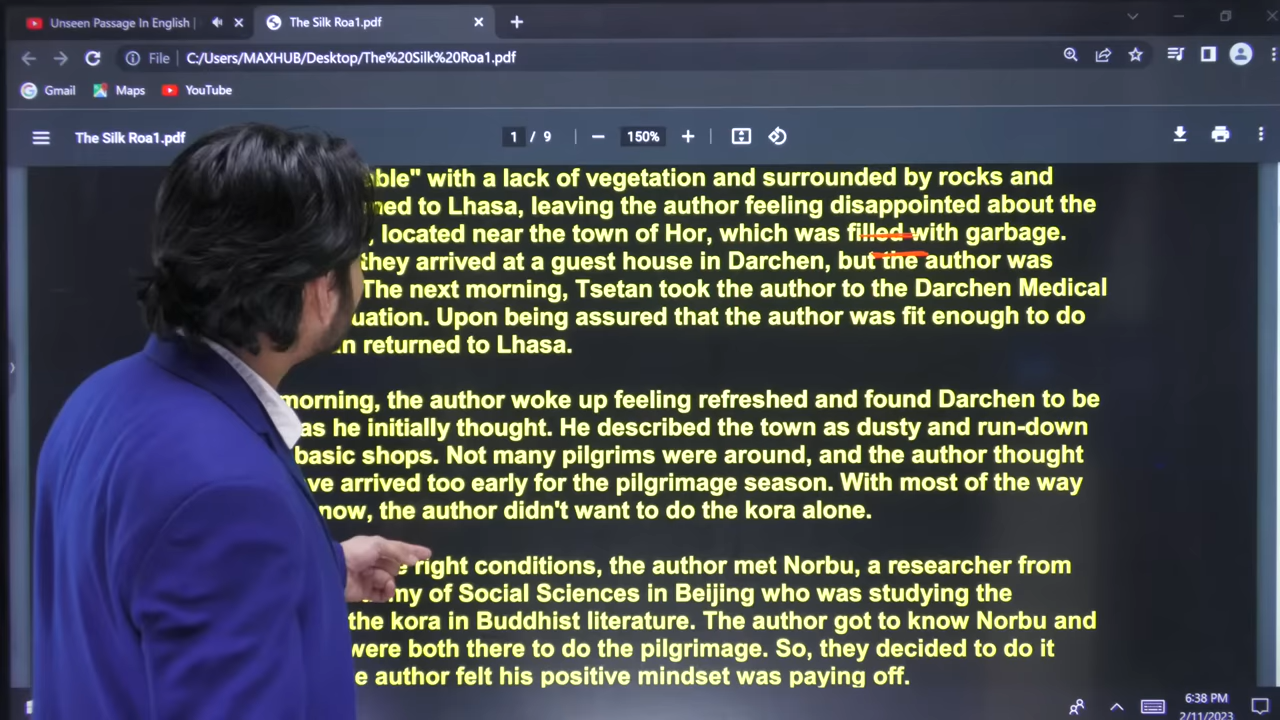 Unseen Passage In English
The Silk Roa1.pdf
File C:/Users/MAXHUB/Desktop/The%20Silk%20Roa1.pdf
Gmail Maps YouTube
The Silk Roa1.pdf 1 / 9 150%
with a lack of vegetation and surrounded by rocks and
to Lhasa, leaving the author feeling disappointed about the
, located near the town of Hor, which was filled with garbage.
they arrived at a guest house in Darchen, but the author was
The next morning, Tsetan took the author to the Darchen Medical
Upon being assured that the author was fit enough to do
returned to Lhasa.
morning, the author woke up feeling refreshed and found Darchen to be
as he initially thought. He described the town as dusty and run-down
basic shops. Not many pilgrims were around, and the author thought
arrived too early for the pilgrimage season. With most of the way
now, the author didn't want to do the kora alone.
right conditions, the author met Norbu, a researcher from
of Social Sciences in Beijing who was studying the
the kora in Buddhist literature. The author got to know Norbu and
were both there to do the pilgrimage. So, they decided to do it
author felt his positive mindset was paying off.
6:38 PM
2/11/2023